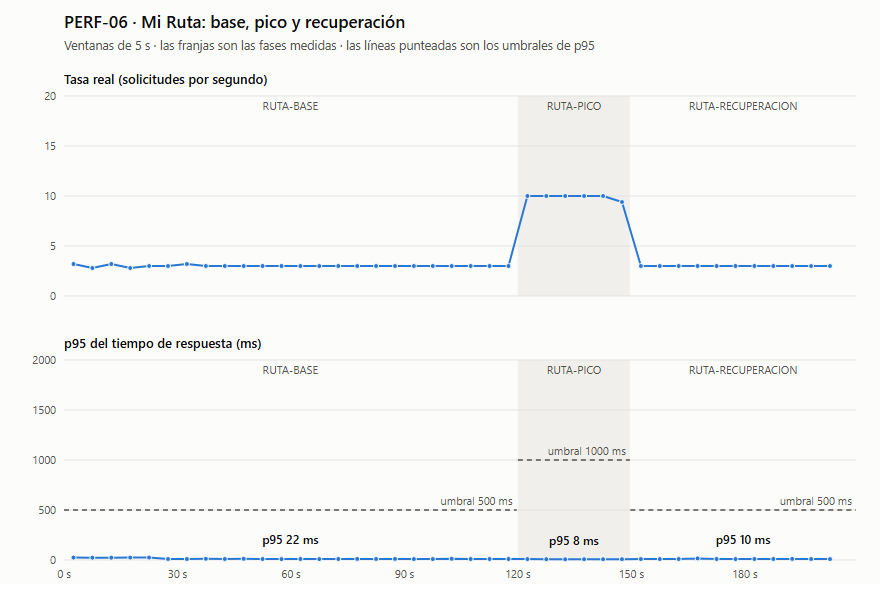 PERF-06 · Mi Ruta: base, pico y recuperación
Ventanas de 5 s · las franjas son las fases medidas · las líneas punteadas son los umbrales de p95
Tasa real (solicitudes por segundo)
20
RUTA-BASE RUTA-PICO RUTA-RECUPERACION
15
10
5
0
p95 del tiempo de respuesta (ms)
2000
RUTA-BASE RUTA-PICO RUTA-RECUPERACION
1500
umbral 1000 ms
1000
umbral 500 ms umbral 500 ms
500
p95 22 ms p95 8 ms p95 10 ms
0
0 s 30 s 60 s 90 s 120 s 150 s 180 s